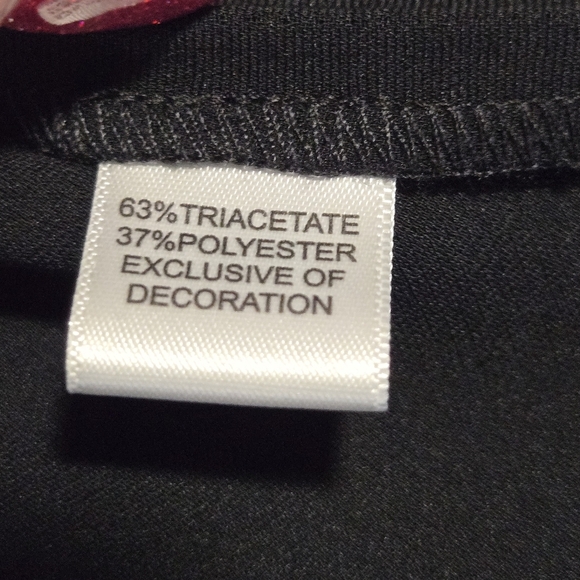 63%TRIACETATE
37%POLYESTER
EXCLUSIVE OF
DECORATION